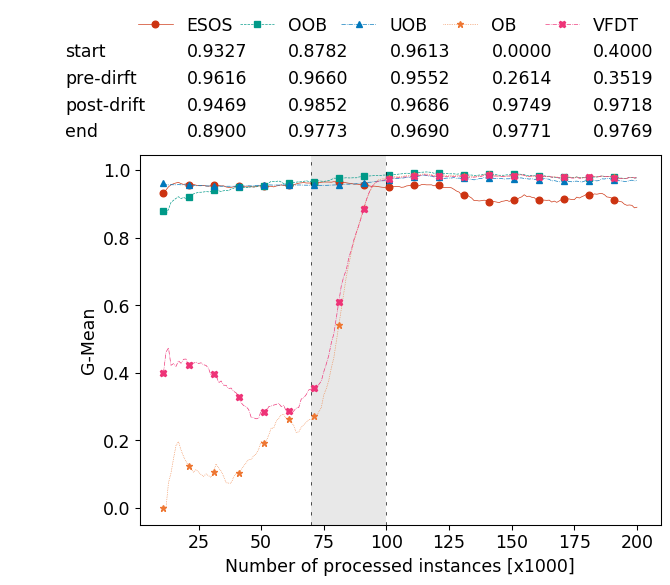 ESOS OOB UOB OB VFDT
start 0.9327 0.8782 0.9613 0.0000 0.4000
pre-dirft 0.9616 0.9660 0.9552 0.2614 0.3519
post-drift 0.9469 0.9852 0.9686 0.9749 0.9718
end 0.8900 0.9773 0.9690 0.9771 0.9769
1.0
0.8
0.6
0.4
0.2
0.0
G-Mean
25 50 75 100 125 150 175 200
Number of processed instances [x1000]